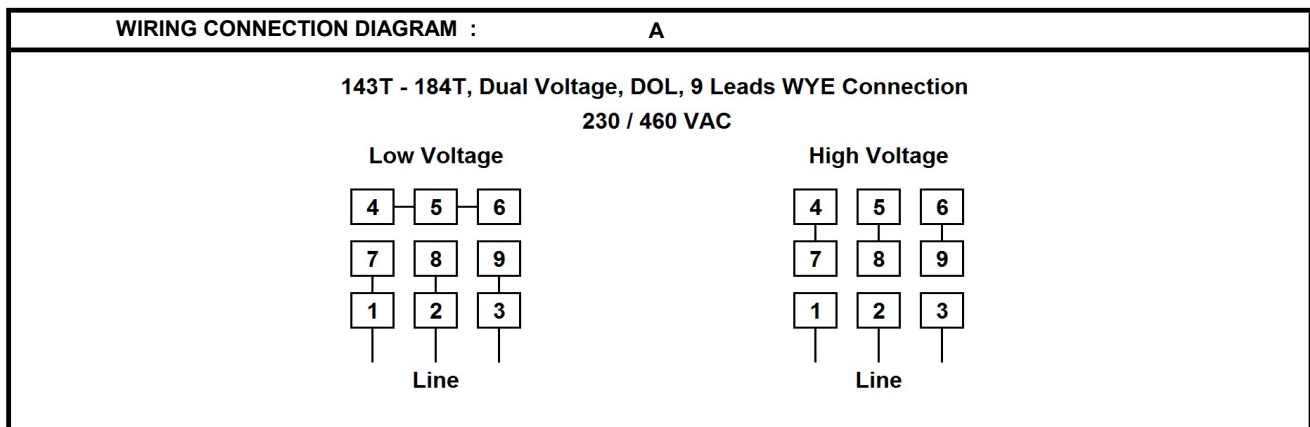 WIRING CONNECTION DIAGRAM : A
143T - 184T, Dual Voltage, DOL, 9 Leads WYE Connection
230 / 460 VAC
Low Voltage High Voltage
4 5 6 4 5 6
7 8 9 7 8 9
1 2 3 1 2 3
Line Line